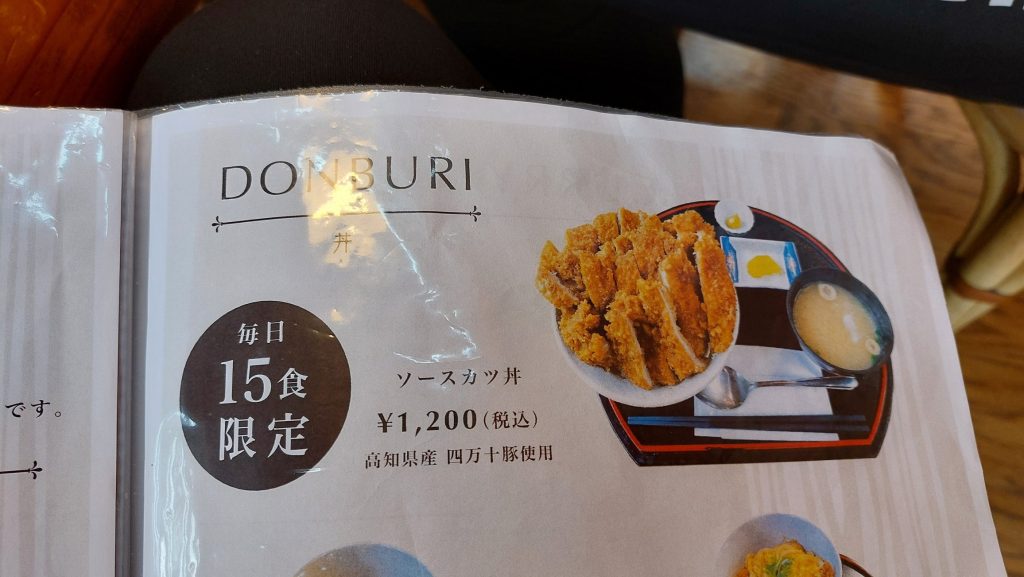 DONBURI
丼
毎日
15食
限定
ソースカツ丼
¥1,200(税込)
高知県産 四万十豚使用
です。